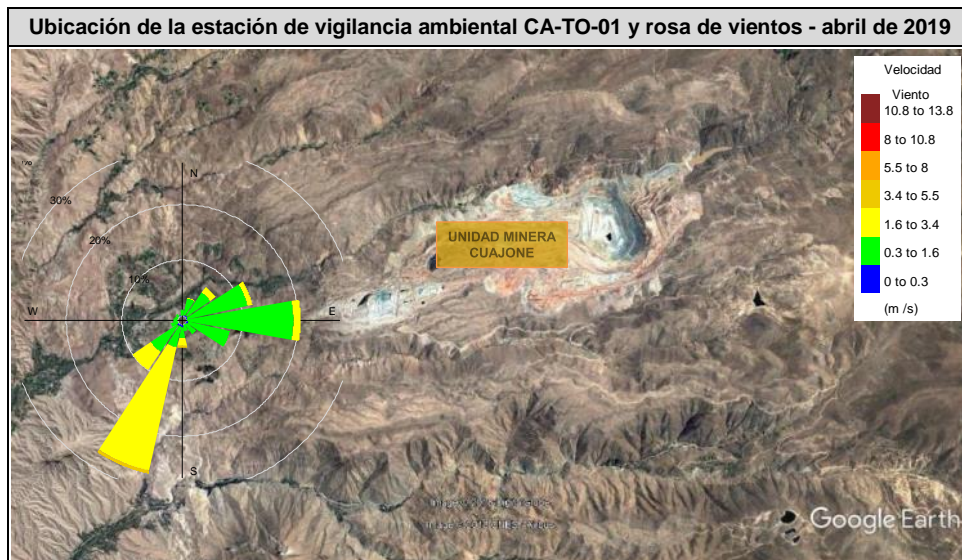 Ubicación de la estación de vigilancia ambiental CA-TO-01 y rosa de vientos - abril de 2019
Velocidad
Viento
10.8 to 13.8
8 to 10.8
5.5 to 8
3.4 to 5.5
1.6 to 3.4
0.3 to 1.6
0 to 0.3
(m /s)
N
30%
20%
10%
W
E
S
UNIDAD MINERA
CUAJONE
Google Earth